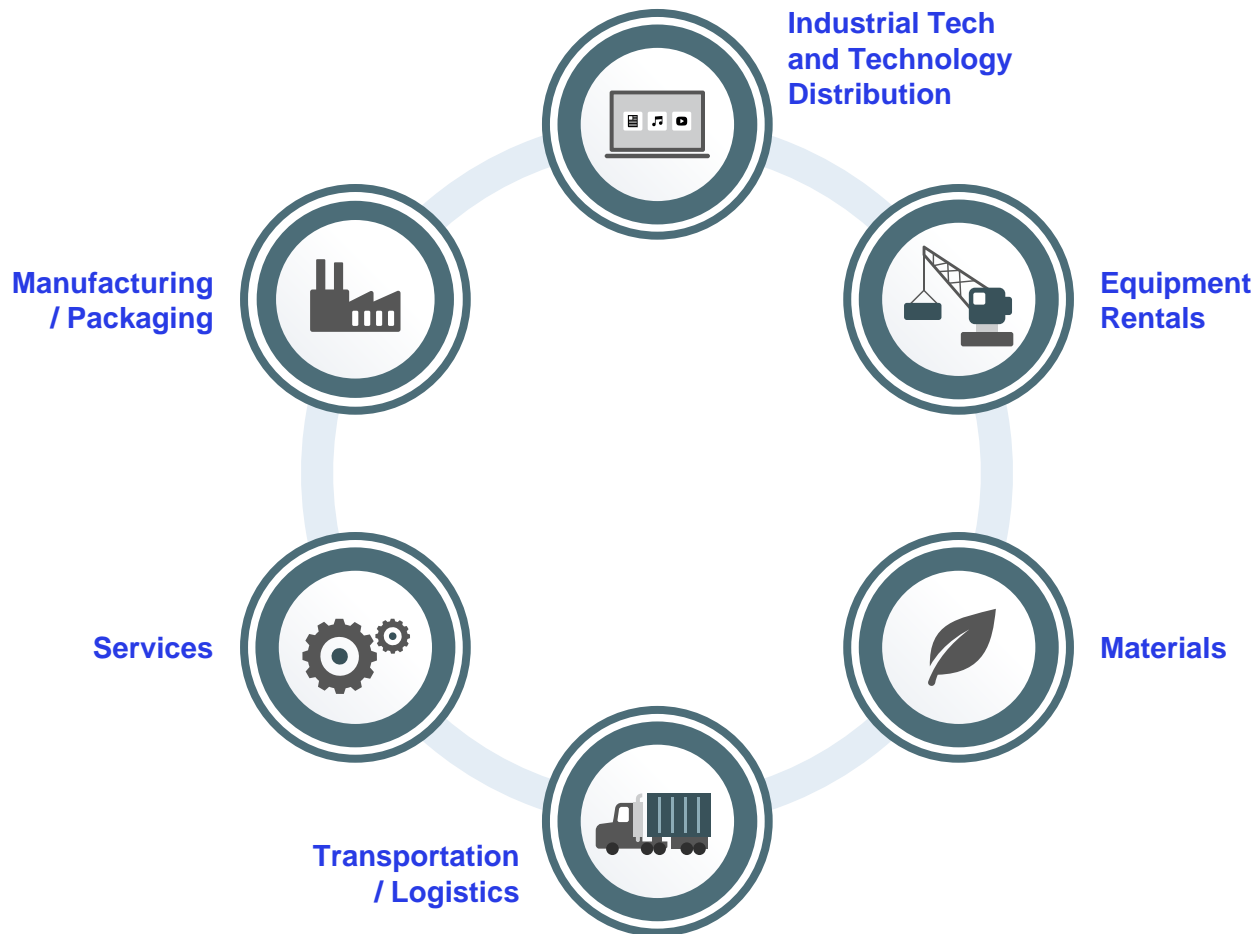 Industrial Tech
and Technology
Distribution
Manufacturing
/ Packaging
Equipment
Rentals
Services
Materials
Transportation
/ Logistics